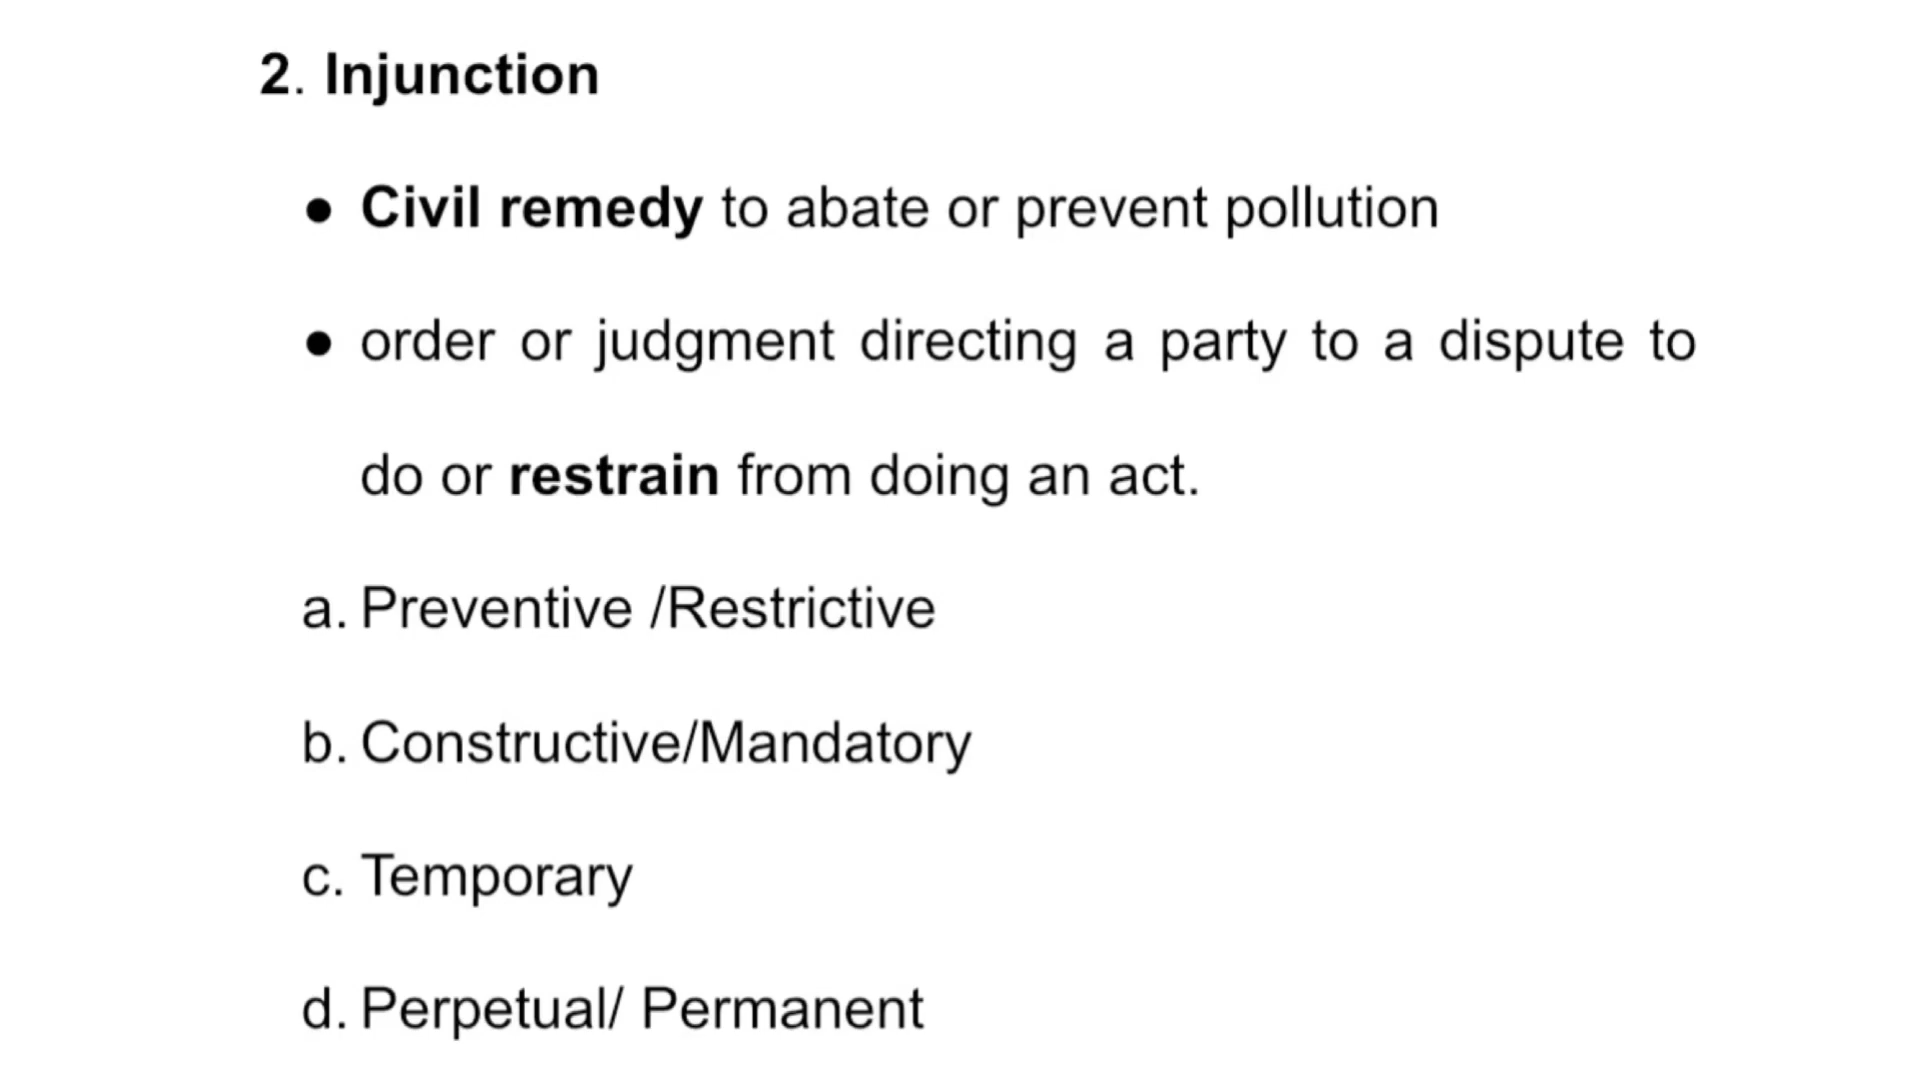 2. Injunction
● Civil remedy to abate or prevent pollution
● order or judgment directing a party to a dispute to
do or restrain from doing an act.
a. Preventive /Restrictive
b. Constructive/Mandatory
c. Temporary
d. Perpetual/ Permanent